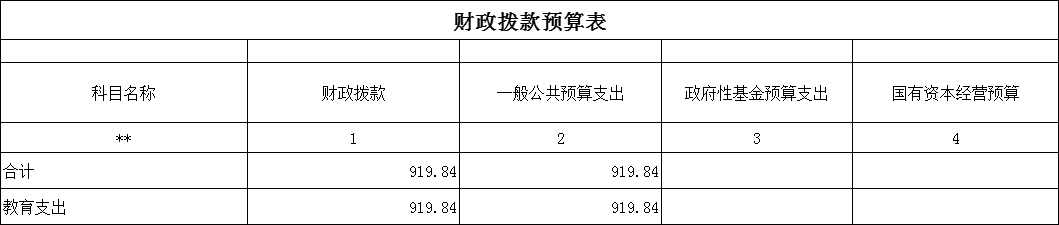 财政拨款预算表
科目名称 财政拨款 一般公共预算支出 政府性基金预算支出 国有资本经营预算
** 1 2 3 4
合计 919.84 919.84
教育支出 919.84 919.84